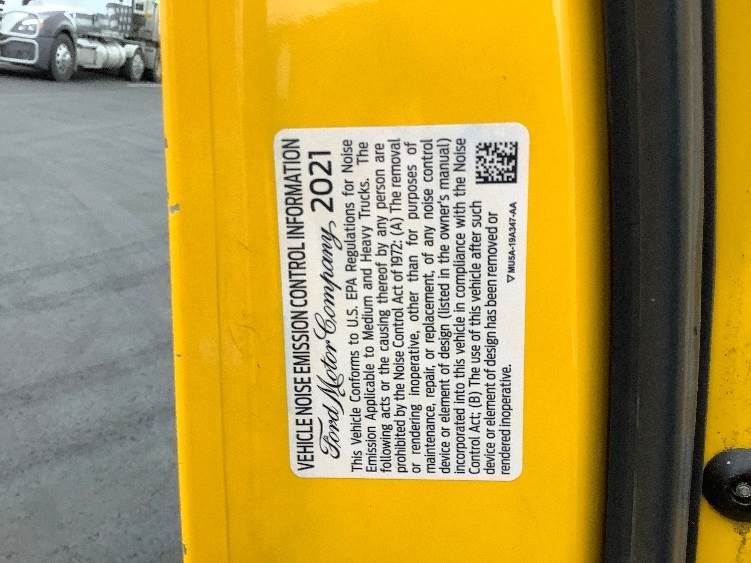 VEHICLE NOISE EMISSION CONTROL INFORMATION
Ford Motor Company 2021
This Vehicle Conforms to U.S. EPA Regulations for Noise
Emission Applicable to Medium and Heavy Trucks. The
following acts or the causing thereof by any person are
prohibited by the Noise Control Act of 1972: (A) The removal
or rendering inoperative, other than for purposes of
maintenance, repair, or replacement, of any noise control
device or element of design (listed in the owner's manual)
incorporated into this vehicle in compliance with the Noise
Control Act; (B) The use of this vehicle after such
device or element of design has been removed or
rendered inoperative.
▽ MU5A-19A347-AA